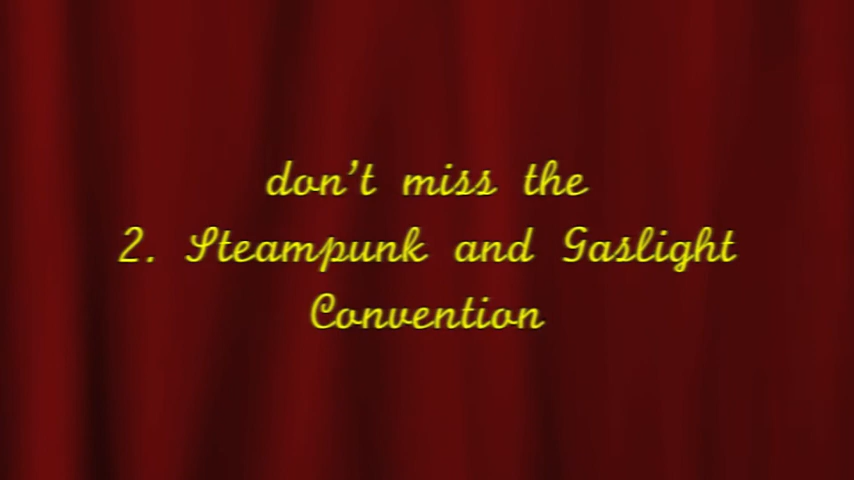 don't miss the
2. Steampunk and Gaslight
Convention